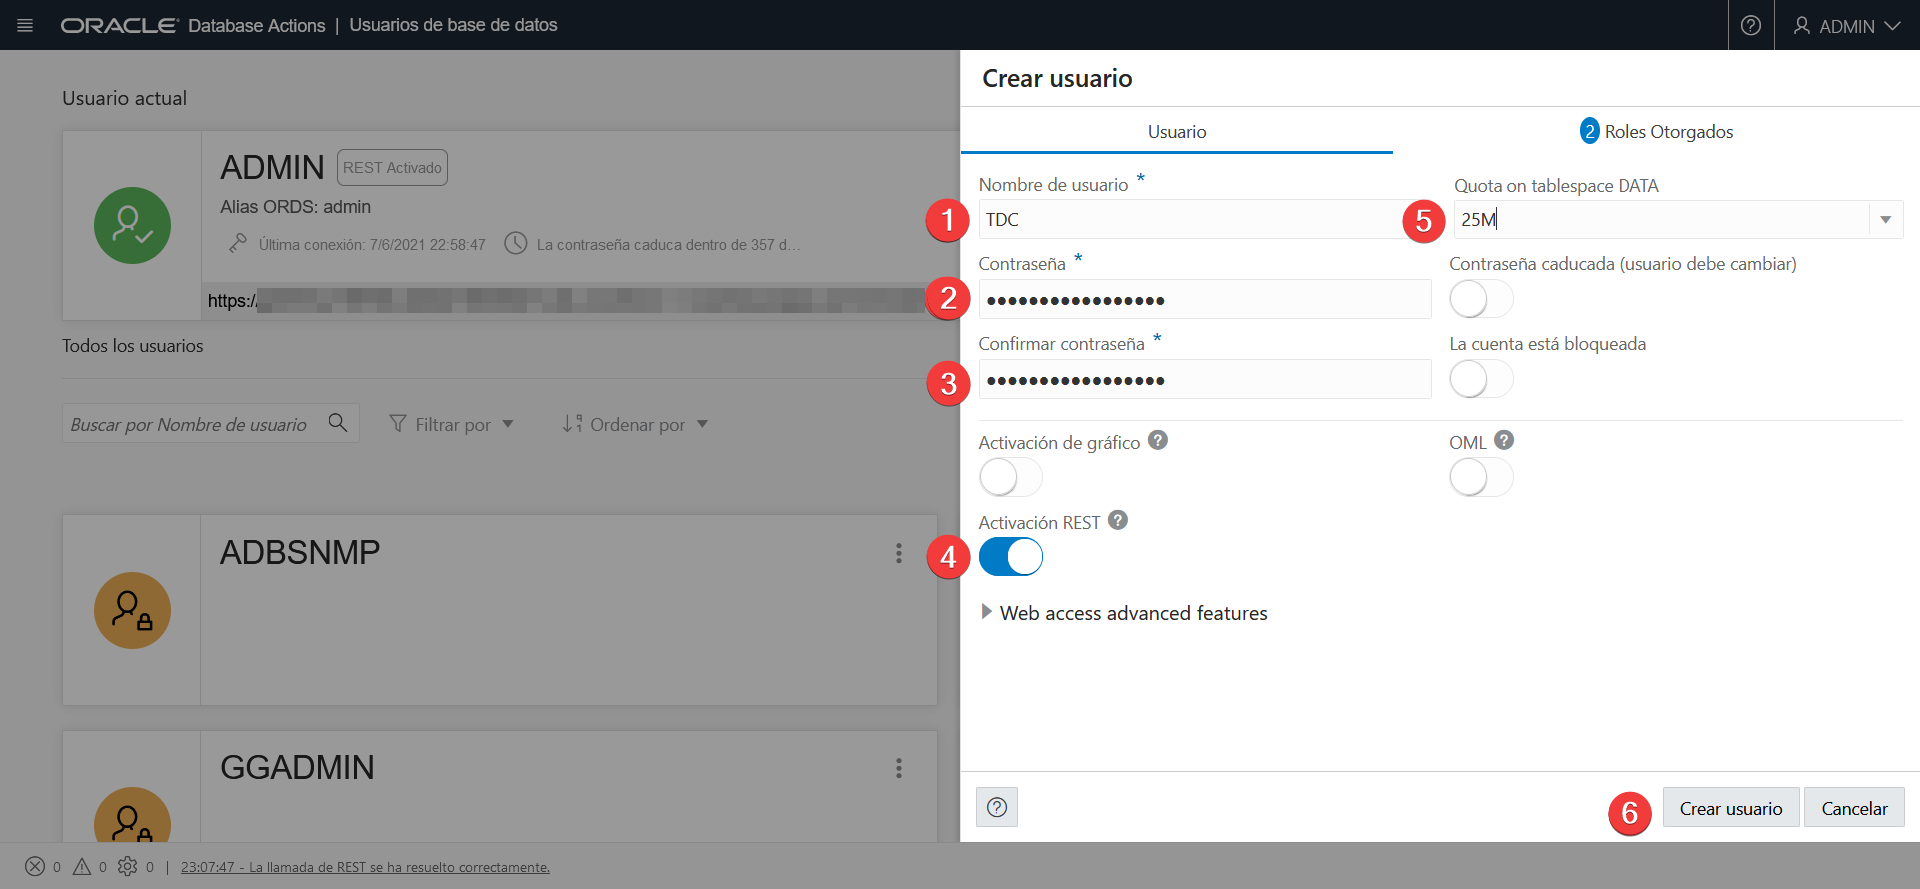 ORACLE Database Actions | Usuarios de base de datos
ADMIN
Usuario actual
ADMIN REST Activado
Alias ORDS: admin
Última conexión: 7/6/2021 22:58:47 La contraseña caduca dentro de 357 d...
https:/
Todos los usuarios
Buscar por Nombre de usuario Filtrar por Ordenar por
ADBSNMP
GGADMIN
Crear usuario
Usuario
2 Roles Otorgados
Nombre de usuario *
1 TDC
Quota on tablespace DATA
5 25M
Contraseña *
2 •••••••••••••••••
Contraseña caducada (usuario debe cambiar)
Confirmar contraseña *
3 •••••••••••••••••
La cuenta está bloqueada
Activación de gráfico ?
OML ?
Activación REST ?
4
Web access advanced features
?
6 Crear usuario Cancelar
0 0 0 | 23:07:47 - La llamada de REST se ha resuelto correctamente.